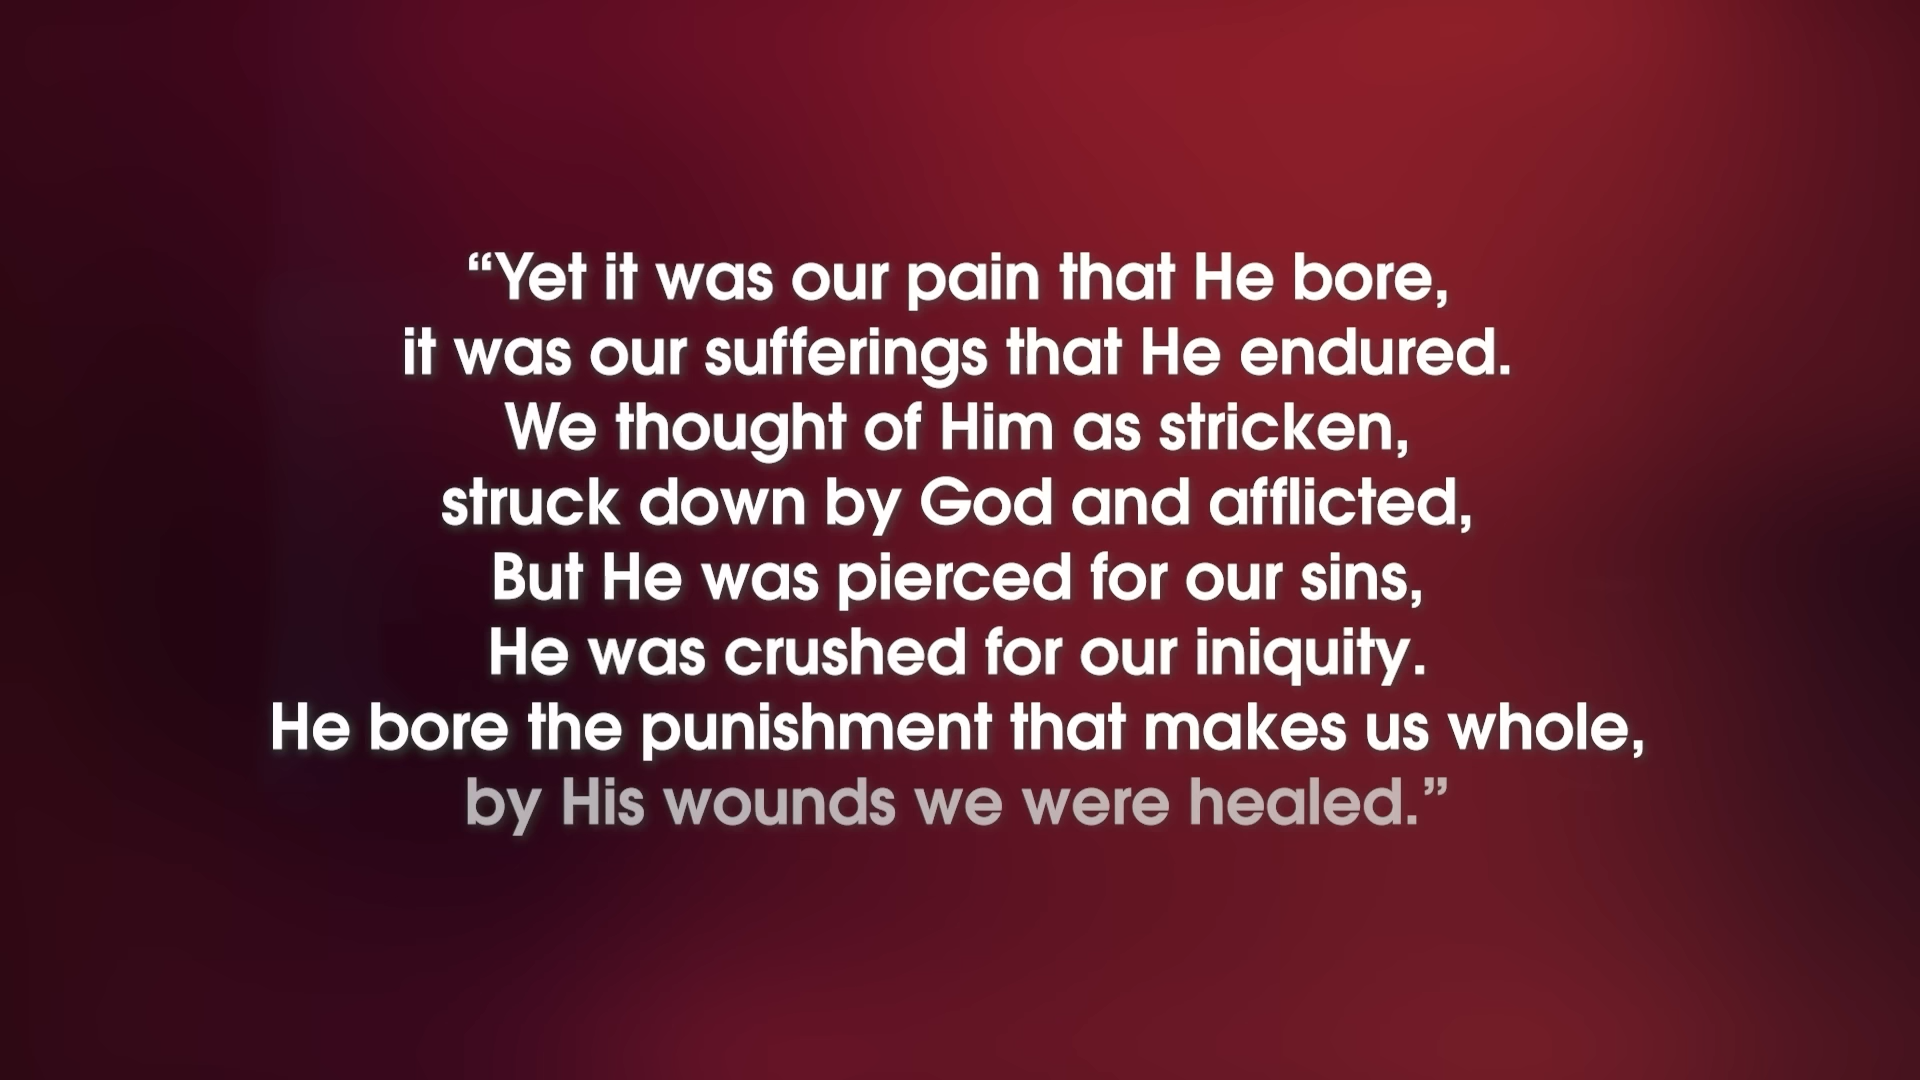 “Yet it was our pain that He bore,
it was our sufferings that He endured.
We thought of Him as stricken,
struck down by God and afflicted,
But He was pierced for our sins,
He was crushed for our iniquity.
He bore the punishment that makes us whole,
by His wounds we were healed.”